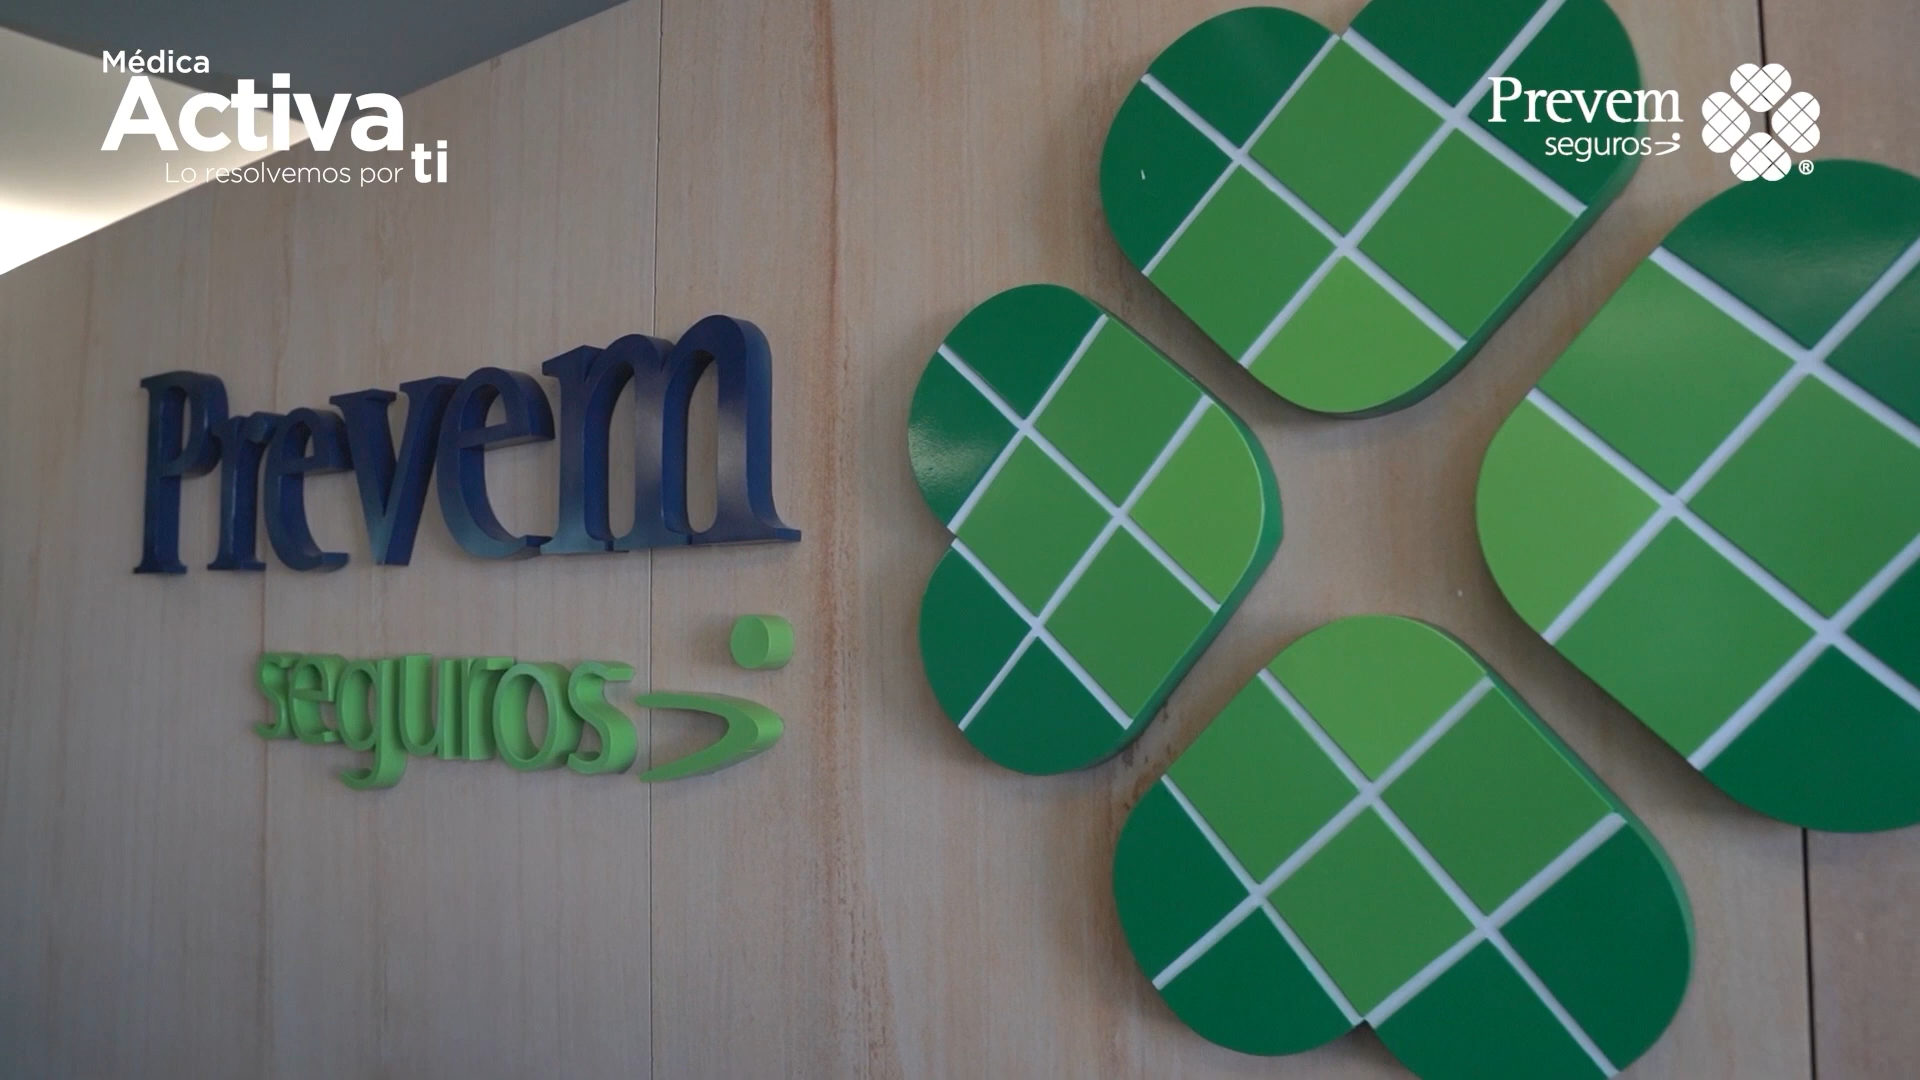 Médica
Activa
Lo resolvemos por ti
Prevem
seguros
®
Prevem
seguros